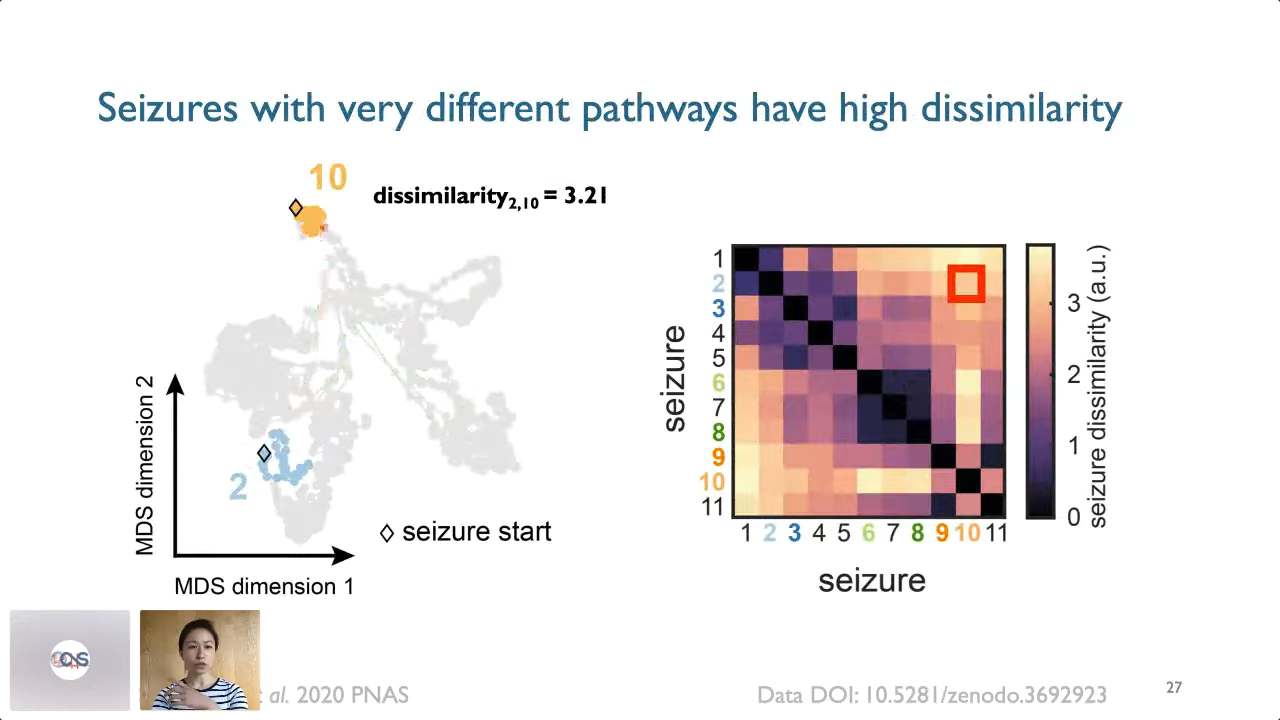 Seizures with very different pathways have high dissimilarity
10
dissimilarity2,10 = 3.21
2
◊ seizure start
MDS dimension 2
MDS dimension 1
seizure
1
2
3
4
5
6
7
8
9
10
11
1 2 3 4 5 6 7 8 9 10 11
seizure
3
2
1
0
seizure dissimilarity (a.u.)
et al. 2020 PNAS
Data DOI: 10.5281/zenodo.3692923
27